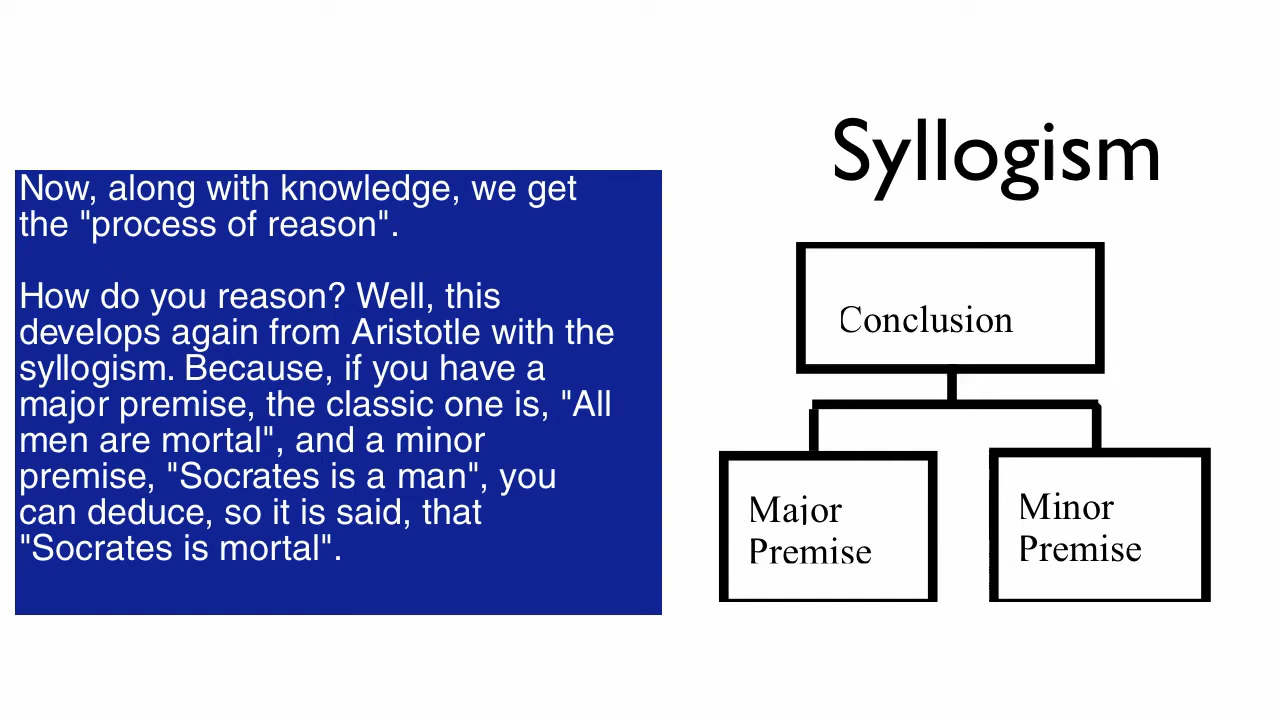 Now, along with knowledge, we get
the "process of reason".
How do you reason? Well, this
develops again from Aristotle with the
syllogism. Because, if you have a
major premise, the classic one is, "All
men are mortal", and a minor
premise, "Socrates is a man", you
can deduce, so it is said, that
"Socrates is mortal".
Syllogism
Conclusion
Major
Premise
Minor
Premise